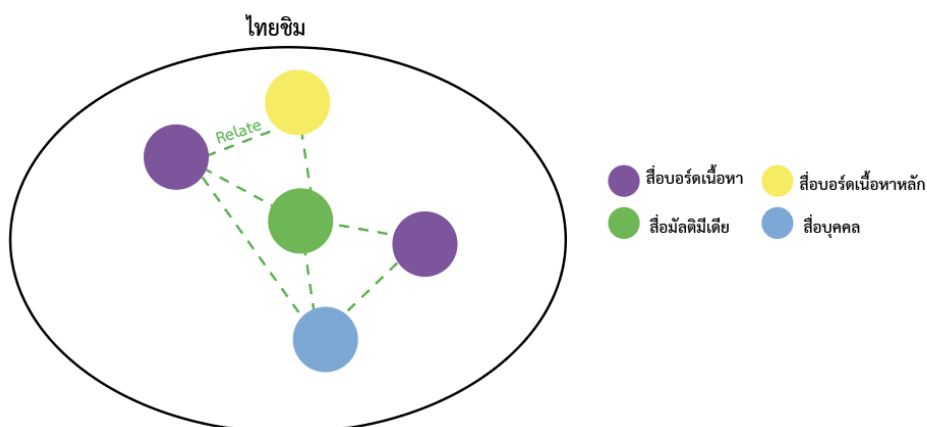 ไทยชิม
Relate
สื่อบอร์ดเนื้อหา
สื่อบอร์ดเนื้อหาหลัก
สื่อมัลติมีเดีย
สื่อบุคคล